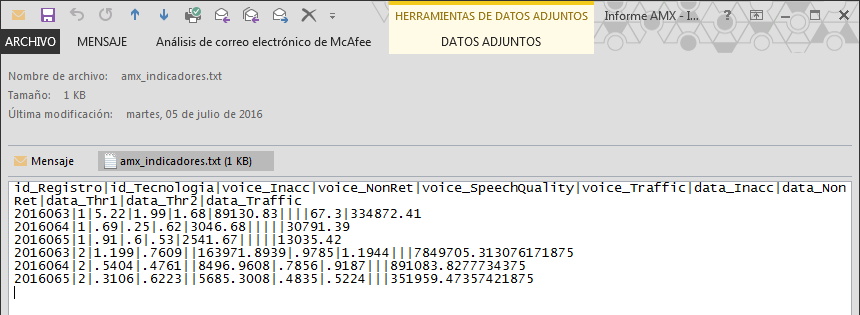 HERRAMIENTAS DE DATOS ADJUNTOS
Informe AMX - I...
ARCHIVO
MENSAJE
Análisis de correo electrónico de McAfee
DATOS ADJUNTOS
Nombre de archivo: amx_indicadores.txt
Tamaño: 1 KB
Última modificación: martes, 05 de julio de 2016
Mensaje
amx_indicadores.txt (1 KB)
id_Registro|id_Tecnologia|voice_Inacc|voice_NonRet|voice_SpeechQuality|voice_Traffic|data_Inacc|data_Non
Ret|data_Thr1|data_Thr2|data_Traffic
2016063|1|5.22|1.99|1.68|89130.83||||67.3|334872.41
2016064|1|.69|.25|.62|3046.68|||||30791.39
2016065|1|.91|.6|.53|2541.67|||||13035.42
2016063|2|1.199|.7609||163971.8939|.9785|1.1944|||7849705.313076171875
2016064|2|.5404|.4761||8496.9608|.7856|.9187|||891083.8277734375
2016065|2|.3106|.6223||5685.3008|.4835|.5224|||351959.47357421875